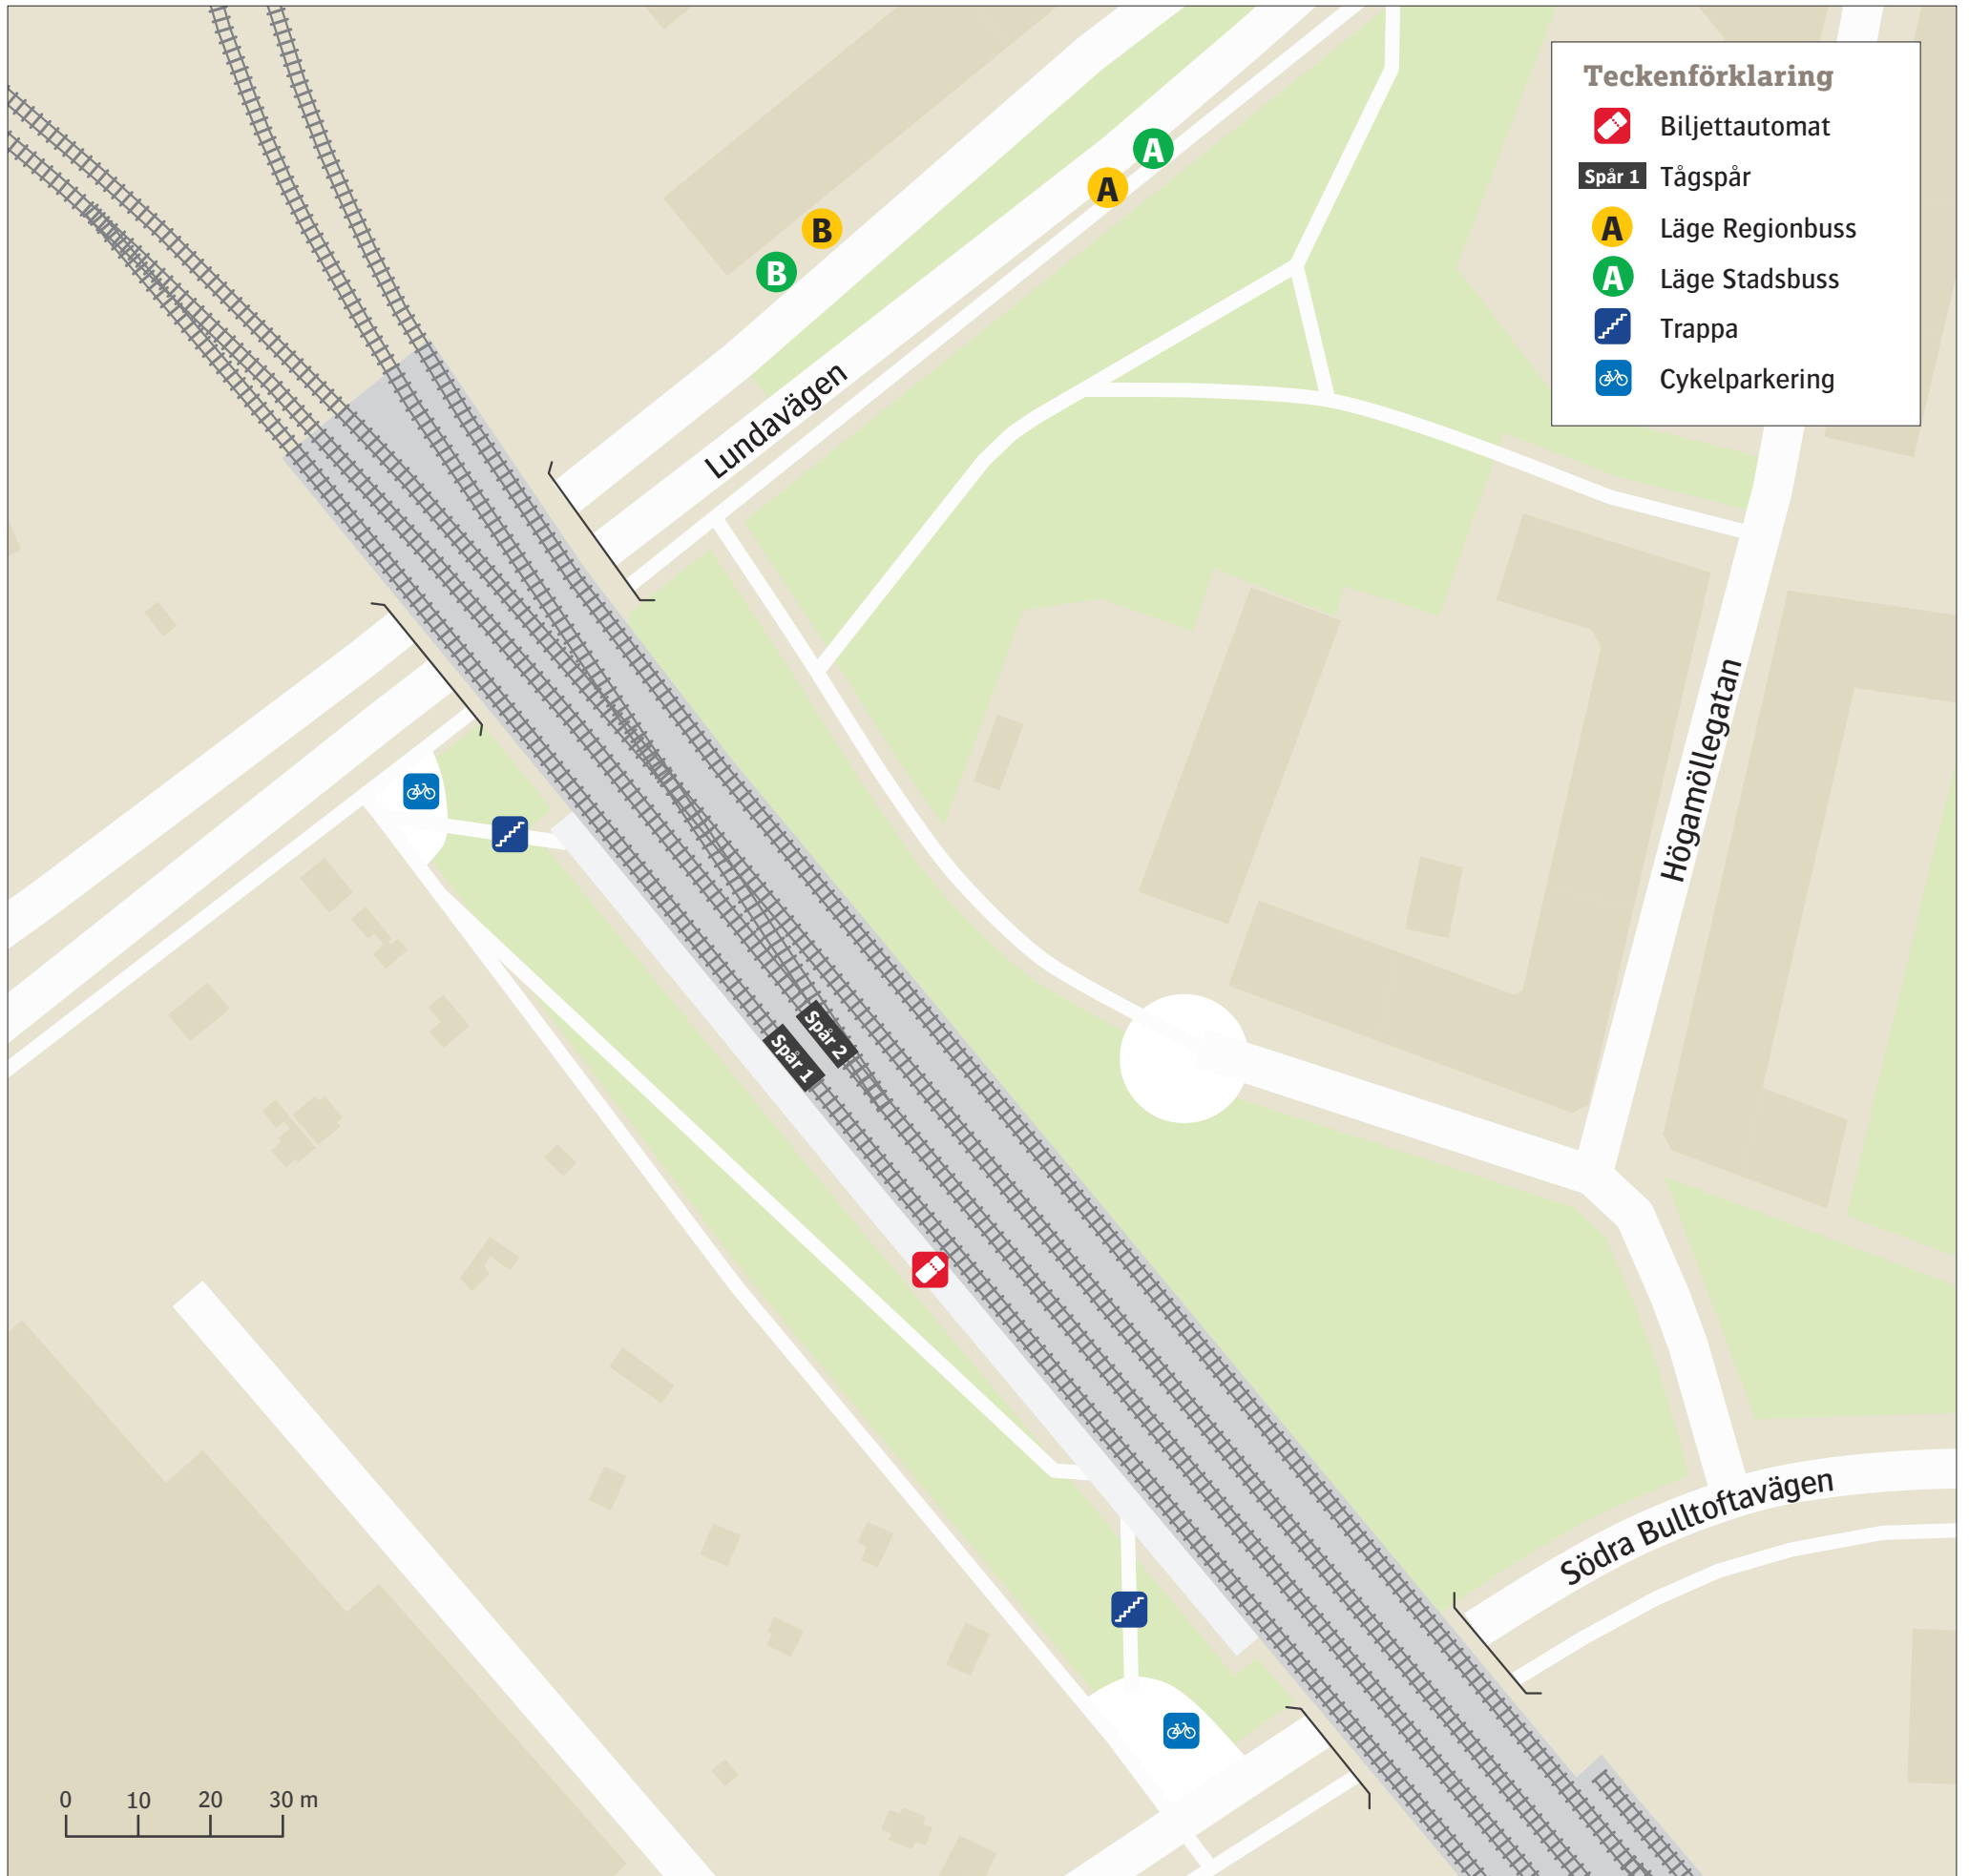 Teckenförklaring
Biljettautomat
Spår 1 Tågspår
A Läge Regionbuss
A Läge Stadsbuss
Trappa
Cykelparkering
A
A
B
B
Lundavägen
Högamöllegatan
Spår 2
Spår 1
Södra Bulltoftavägen
0 10 20 30 m